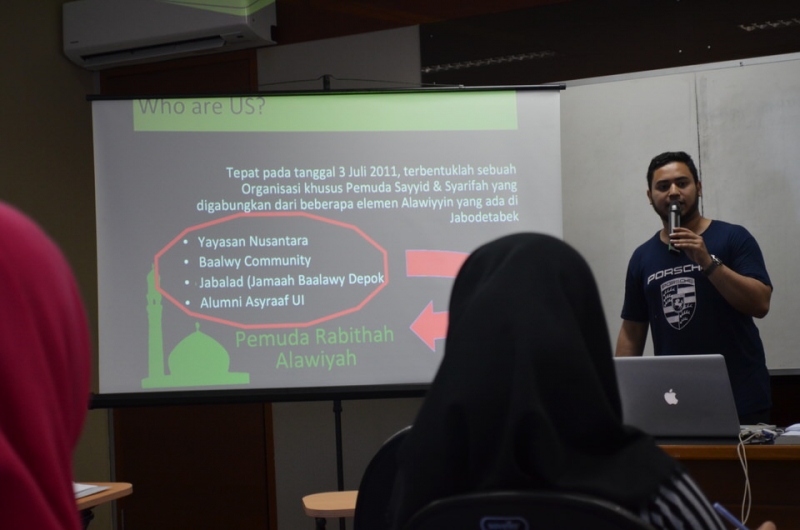 Who are US?
Tepat pada tanggal 3 Juli 2011, terbentuklah sebuah
Organisasi khusus Pemuda Sayyid & Syarifah yang
digabungkan dari beberapa elemen Alawiyyin yang ada di
Jabodetabek
• Yayasan Nusantara
• Baalwy Community
• Jabalad (Jamaah Baalawy Depok
• Alumni Asyraaf UI
Pemuda Rabithah
Alawiyah
PORSCHE